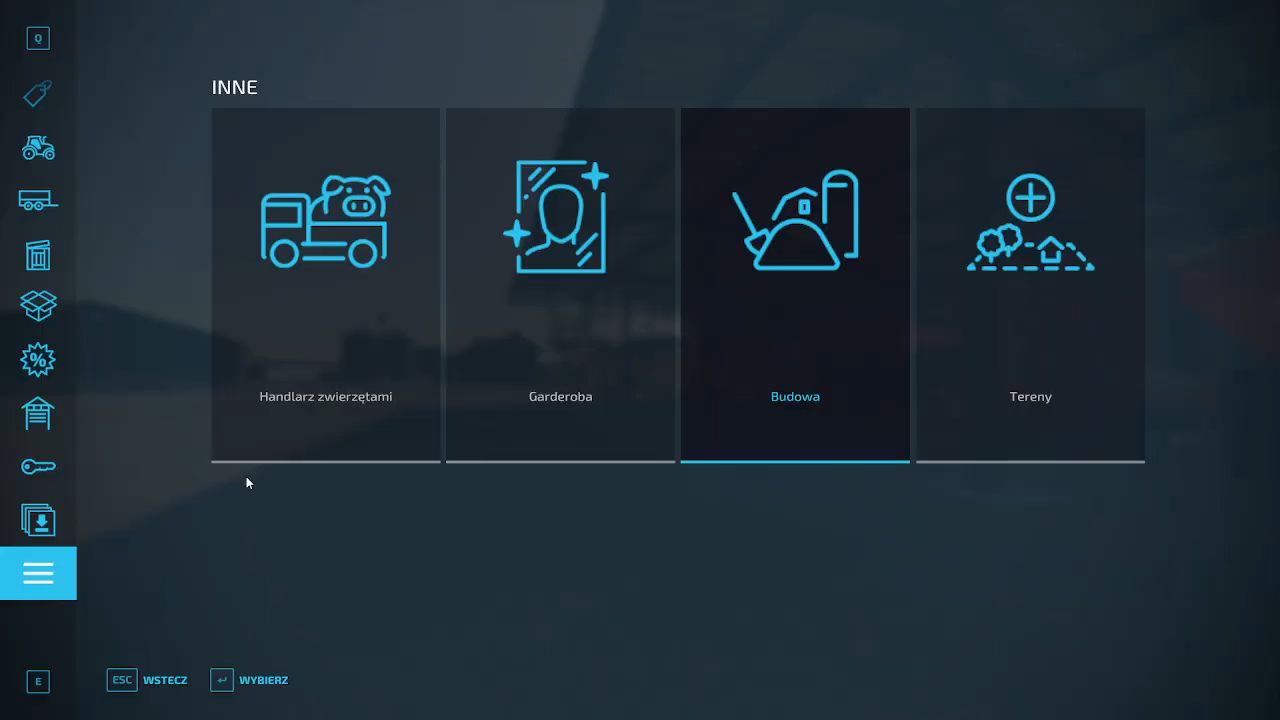 Q
INNE
%
Handlarz zwierzętami
Garderoba
Budowa
Tereny
E
ESC WSTECZ
WYBIERZ